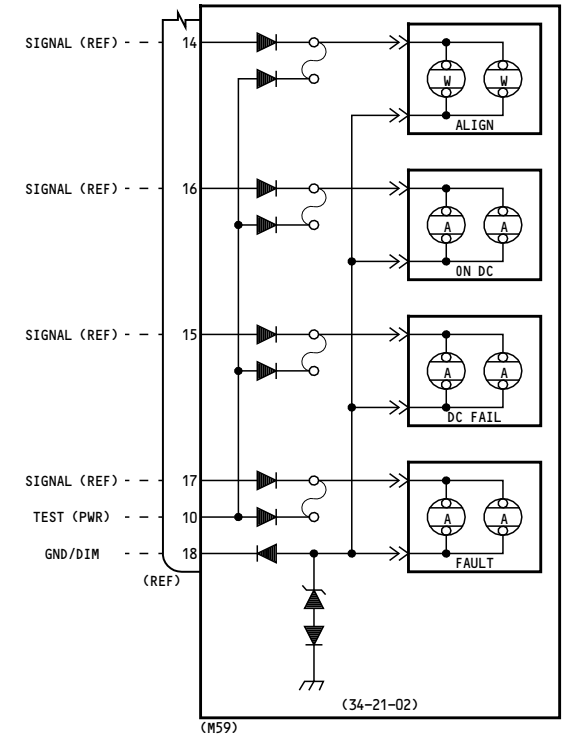 SIGNAL (REF) 14
W W
ALIGN
SIGNAL (REF) 16
A A
ON DC
SIGNAL (REF) 15
A A
DC FAIL
SIGNAL (REF) 17
TEST (PWR) 10
A A
GND/DIM 18
FAULT
(REF)
(34-21-02)
(M59)